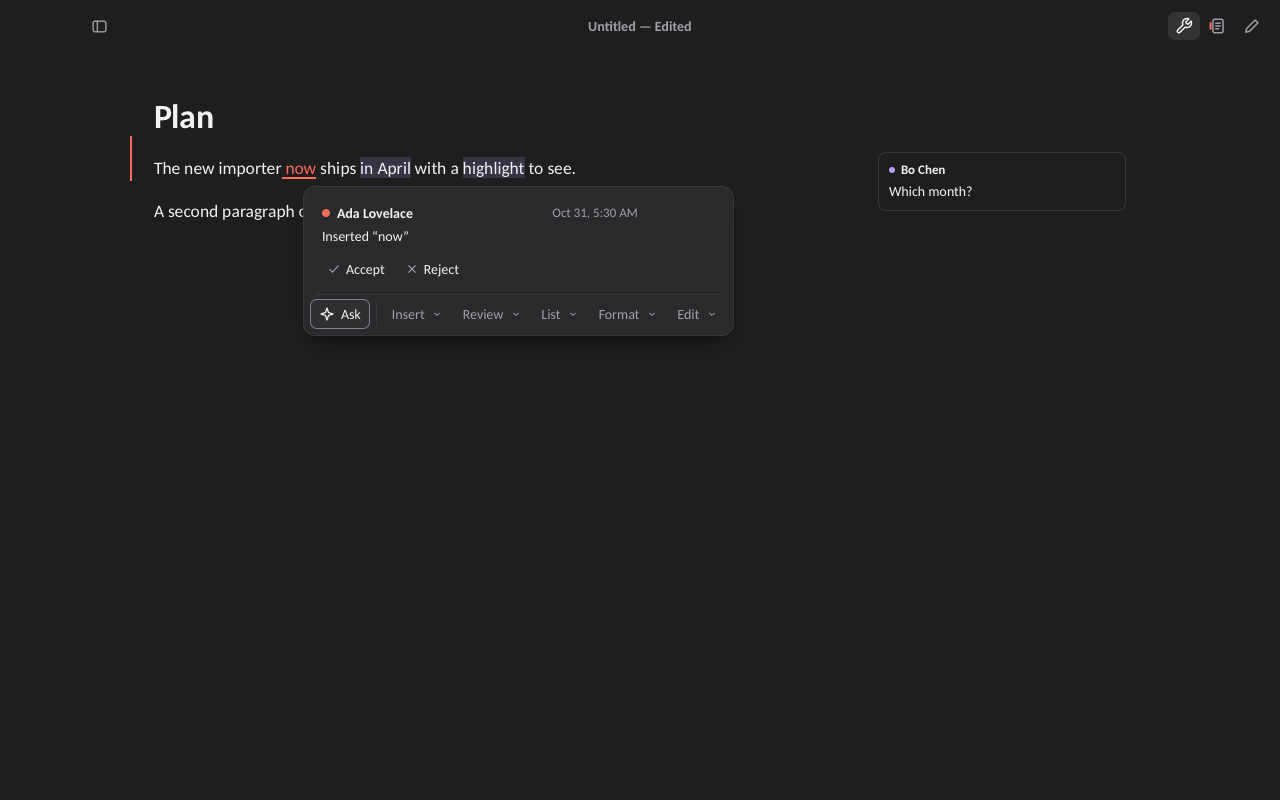 Untitled — Edited
Plan
The new importer now ships in April with a highlight to see.
Bo Chen
Which month?
A second paragraph
Ada Lovelace Oct 31, 5:30 AM
Inserted “now”
Accept Reject
Ask Insert Review List Format Edit